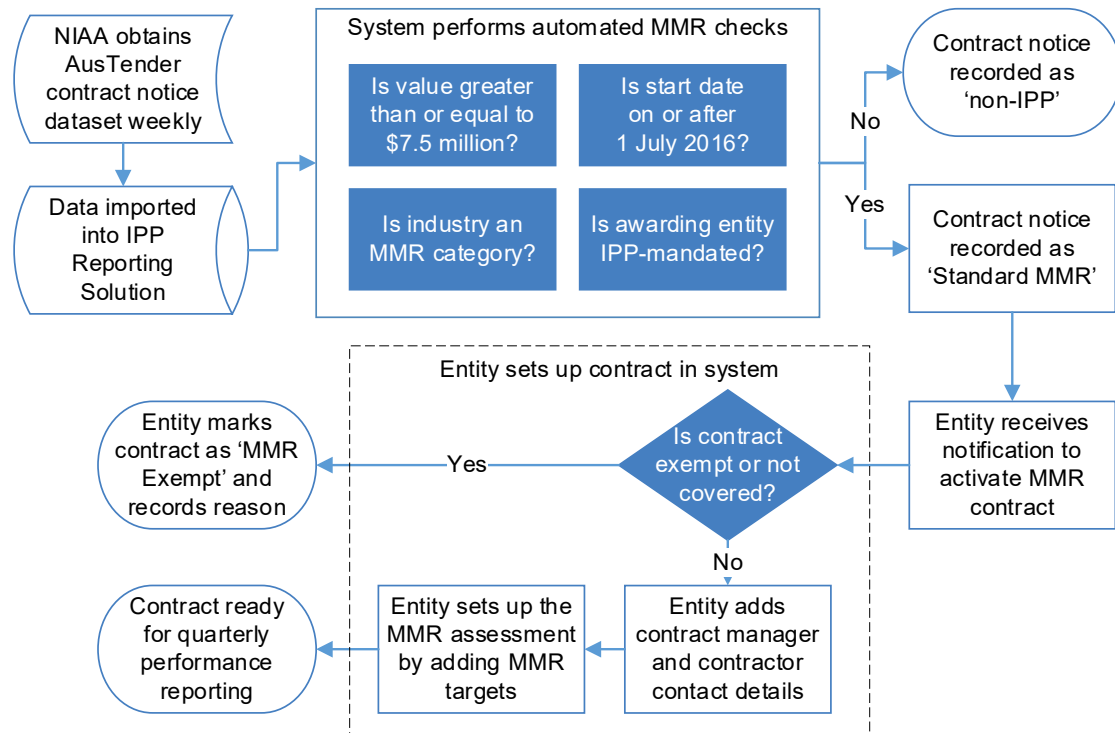 NIAA obtains
AusTender
contract notice
dataset weekly
Data imported
into IPP
Reporting
Solution
System performs automated MMR checks
Is value greater
than or equal to
$7.5 million?
Is start date
on or after
1 July 2016?
Is industry an
MMR category?
Is awarding entity
IPP-mandated?
No
Yes
Contract notice
recorded as
‘non-IPP’
Contract notice
recorded as
‘Standard MMR’
Entity receives
notification to
activate MMR
contract
Entity sets up contract in system
Is contract
exempt or not
covered?
Yes
Entity marks
contract as ‘MMR
Exempt’ and
records reason
No
Entity adds
contract manager
and contractor
contact details
Entity sets up the
MMR assessment
by adding MMR
targets
Contract ready
for quarterly
performance
reporting